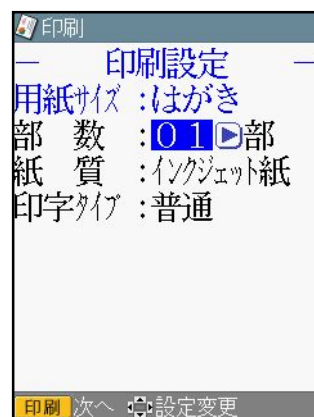 印刷
― 印刷設定 ―
用紙サイズ:はがき
部 数:01部
紙 質:インクジェット紙
印字タイプ:普通
印刷 次へ 設定変更